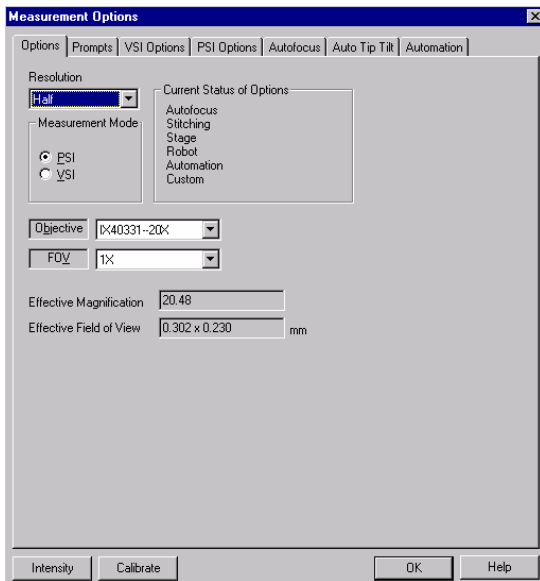 Measurement Options
Options Prompts VSI Options PSI Options Autofocus Auto Tip Tilt Automation
Resolution
Half
Current Status of Options
Autofocus
Stitching
Stage
Robot
Automation
Custom
Measurement Mode
PSI
VSI
Objective IX40331--20X
FOV 1X
Effective Magnification 20.48
Effective Field of View 0.302 x 0.230 mm
Intensity Calibrate OK Help